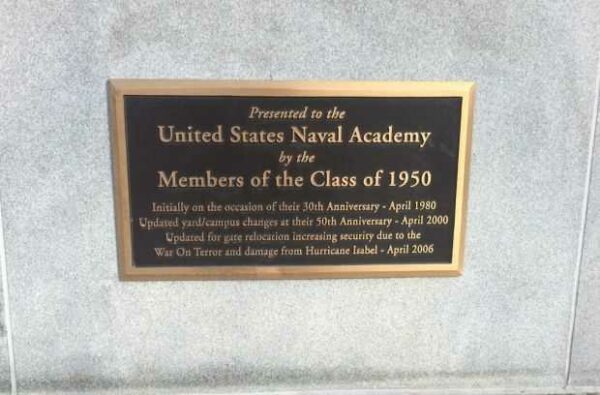 Presented to the
United States Naval Academy
by the
Members of the Class of 1950
Initially on the occasion of their 30th Anniversary - April 1980
Updated yard/campus changes at their 50th Anniversary - April 2000
Updated for gate relocation increasing security due to the
War On Terror and damage from Hurricane Isabel - April 2006